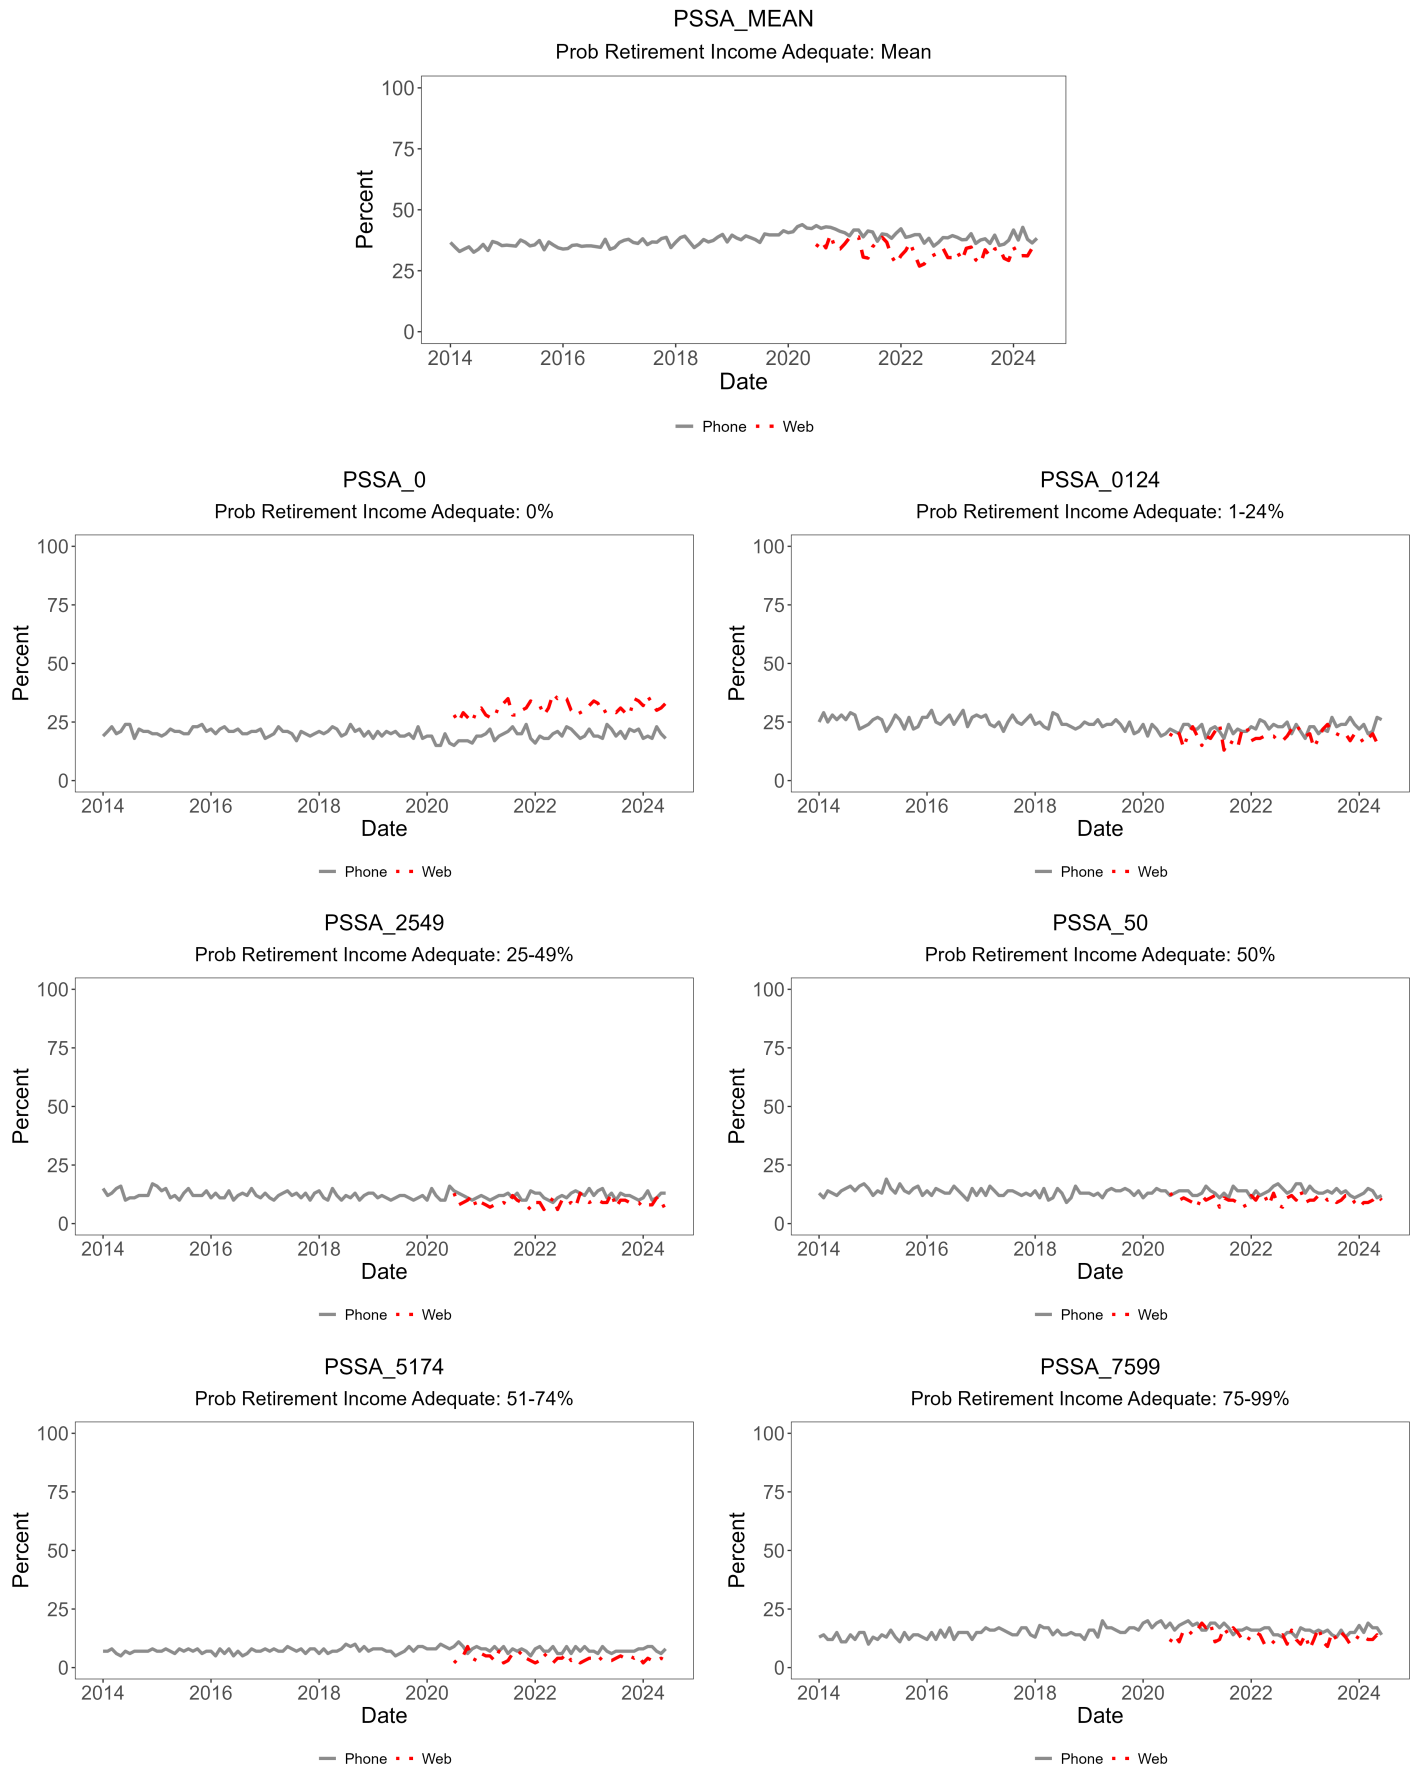 PSSA_MEAN
Prob Retirement Income Adequate: Mean
100
75
50
25
0
Percent
2014 2016 2018 2020 2022 2024
Date
Phone Web
PSSA_0
Prob Retirement Income Adequate: 0%
100
75
50
25
0
Percent
2014 2016 2018 2020 2022 2024
Date
Phone Web
PSSA_0124
Prob Retirement Income Adequate: 1-24%
100
75
50
25
0
Percent
2014 2016 2018 2020 2022 2024
Date
Phone Web
PSSA_2549
Prob Retirement Income Adequate: 25-49%
100
75
50
25
0
Percent
2014 2016 2018 2020 2022 2024
Date
Phone Web
PSSA_50
Prob Retirement Income Adequate: 50%
100
75
50
25
0
Percent
2014 2016 2018 2020 2022 2024
Date
Phone Web
PSSA_5174
Prob Retirement Income Adequate: 51-74%
100
75
50
25
0
Percent
2014 2016 2018 2020 2022 2024
Date
Phone Web
PSSA_7599
Prob Retirement Income Adequate: 75-99%
100
75
50
25
0
Percent
2014 2016 2018 2020 2022 2024
Date
Phone Web